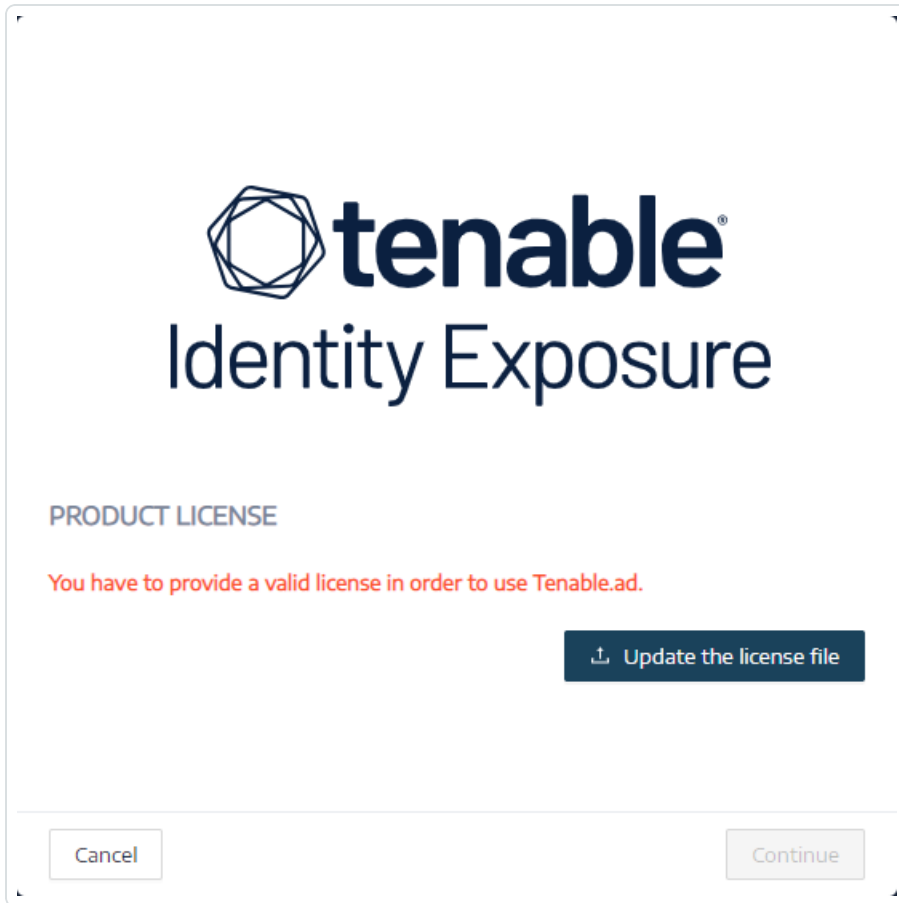 tenable®
Identity Exposure
PRODUCT LICENSE
You have to provide a valid license in order to use Tenable.ad.
Update the license file
Cancel
Continue